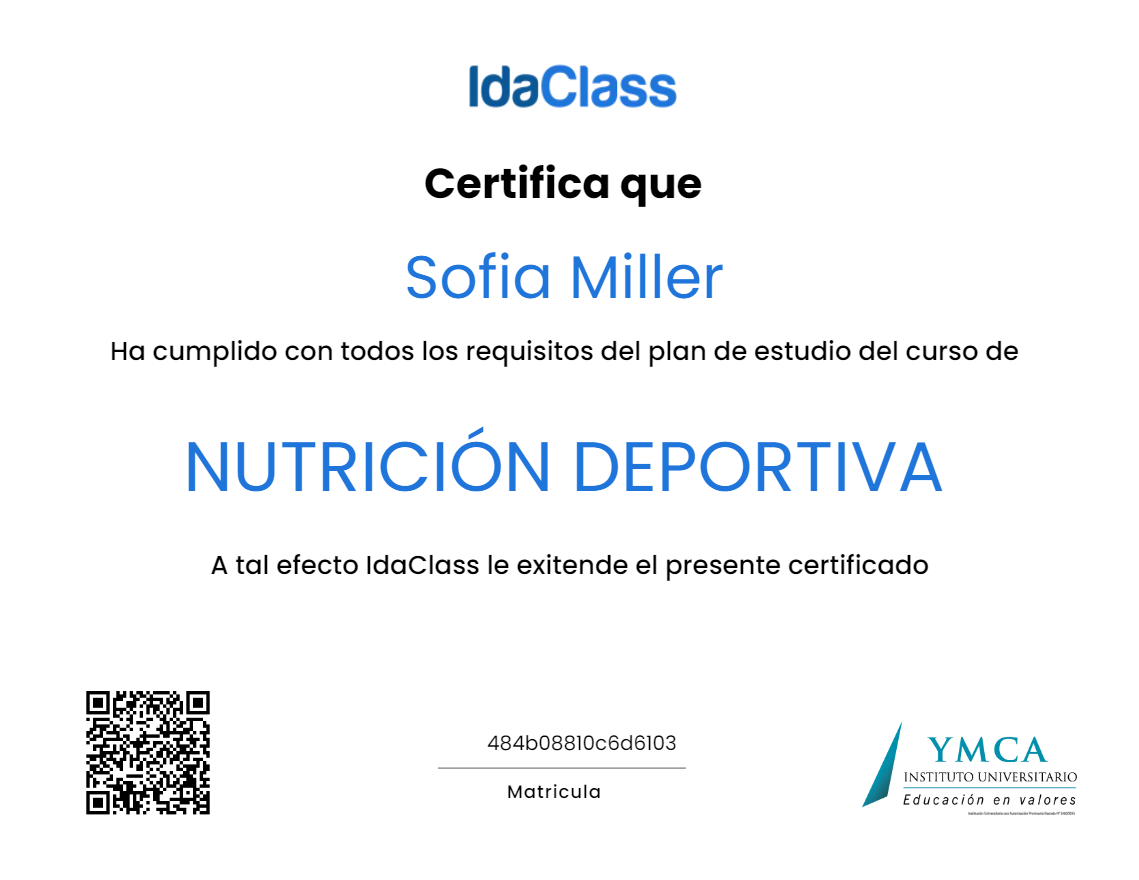 IdaClass
Certifica que
Sofia Miller
Ha cumplido con todos los requisitos del plan de estudio del curso de
NUTRICIÓN DEPORTIVA
A tal efecto IdaClass le exitende el presente certificado
484b08810c6d6103
Matricula
YMCA
INSTITUTO UNIVERSITARIO
Educación en valores